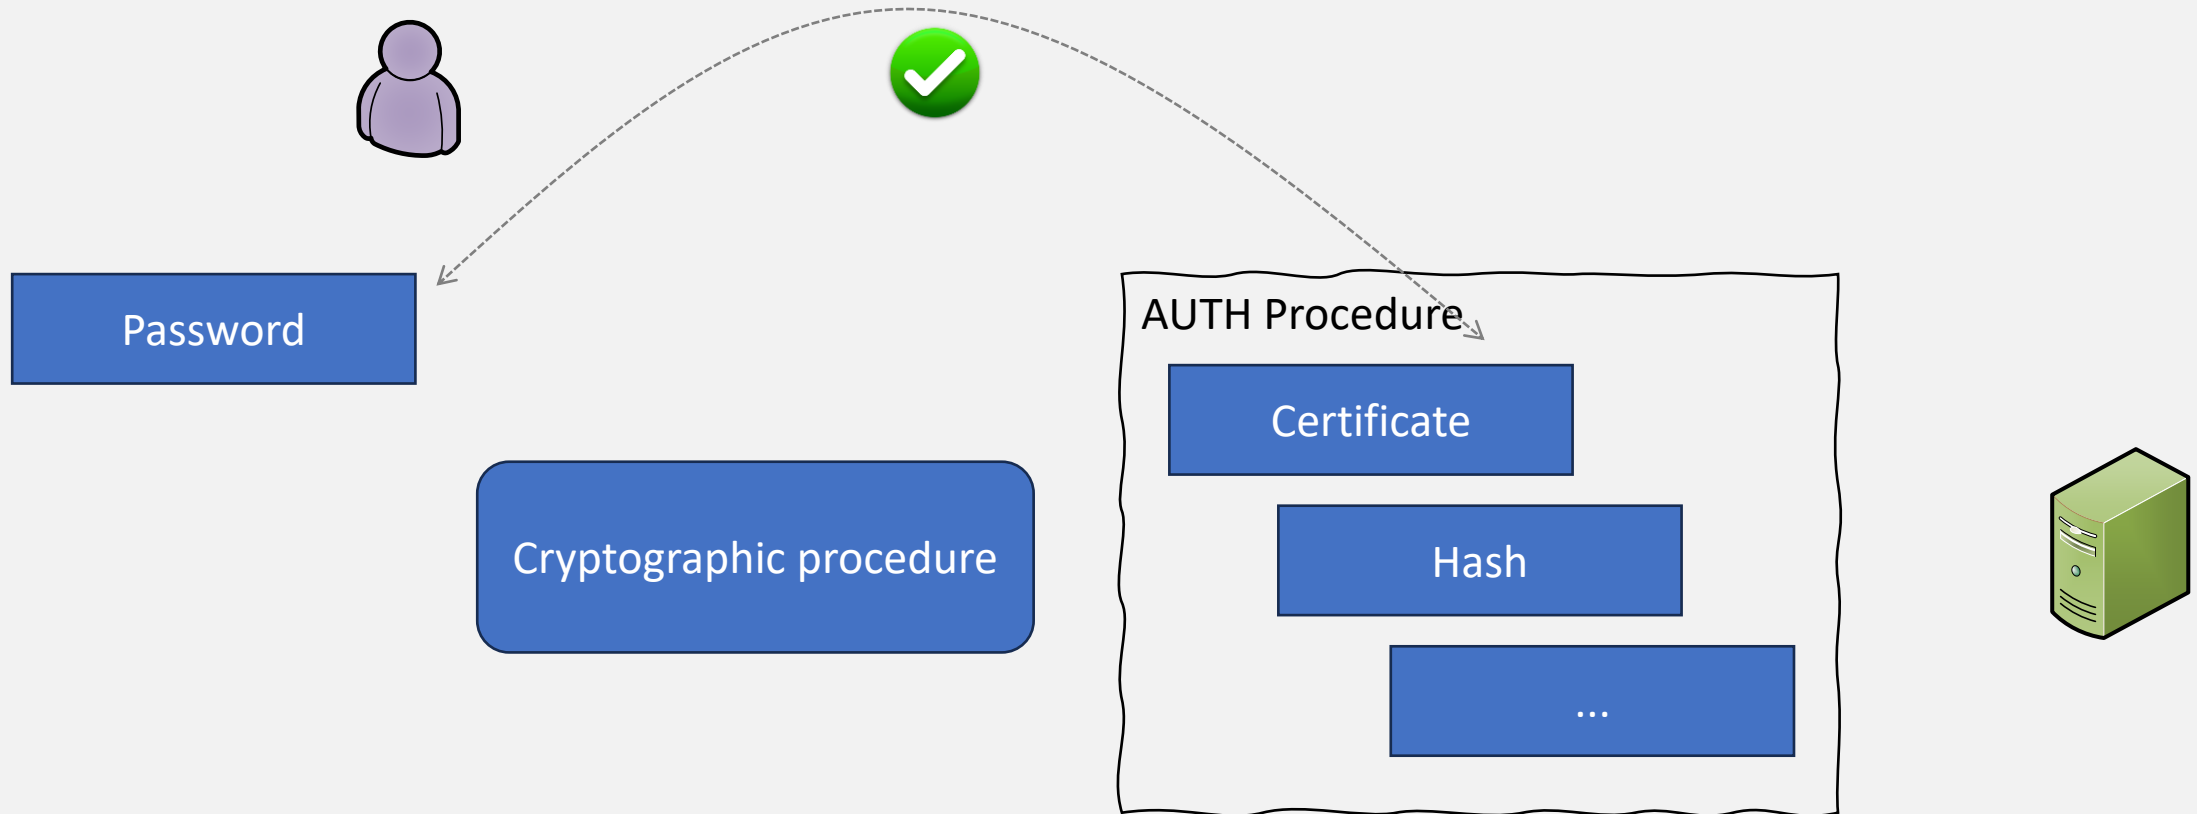 Password
AUTH Procedure
Certificate
Cryptographic procedure
Hash
...